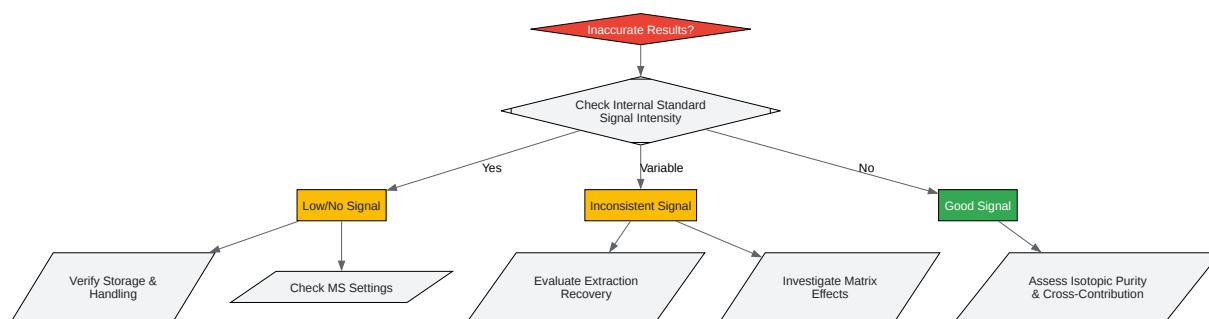 Inaccurate Results?
Check Internal Standard
Signal Intensity
Yes
Variable
No
Low/No Signal
Inconsistent Signal
Good Signal
Verify Storage &
Handling
Check MS Settings
Evaluate Extraction
Recovery
Investigate Matrix
Effects
Assess Isotopic Purity
& Cross-Contribution